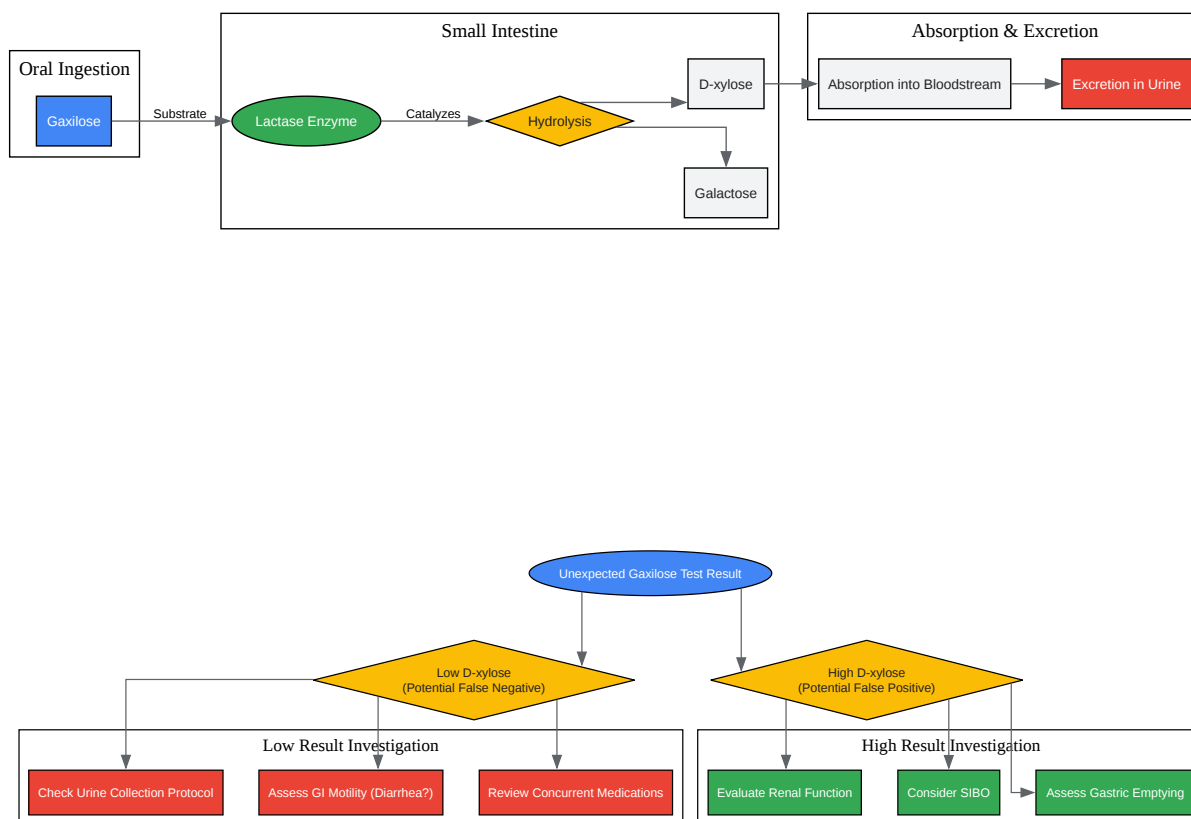 Oral Ingestion
Gaxilose
Substrate
Small Intestine
Lactase Enzyme
Catalyzes
Hydrolysis
D-xylose
Galactose
Absorption & Excretion
Absorption into Bloodstream
Excretion in Urine
Unexpected Gaxilose Test Result
Low D-xylose
(Potential False Negative)
High D-xylose
(Potential False Positive)
Low Result Investigation
Check Urine Collection Protocol
Assess GI Motility (Diarrhea?)
Review Concurrent Medications
High Result Investigation
Evaluate Renal Function
Consider SIBO
Assess Gastric Emptying